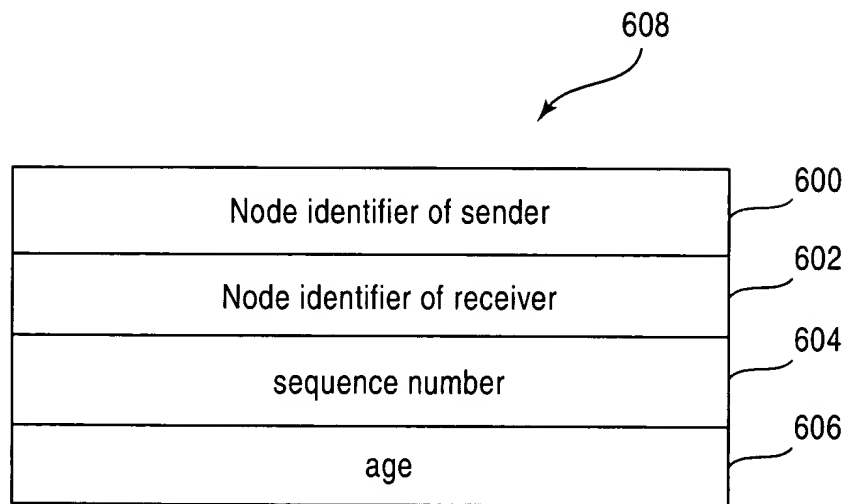 608
Node identifier of sender 600
Node identifier of receiver 602
sequence number 604
age 606